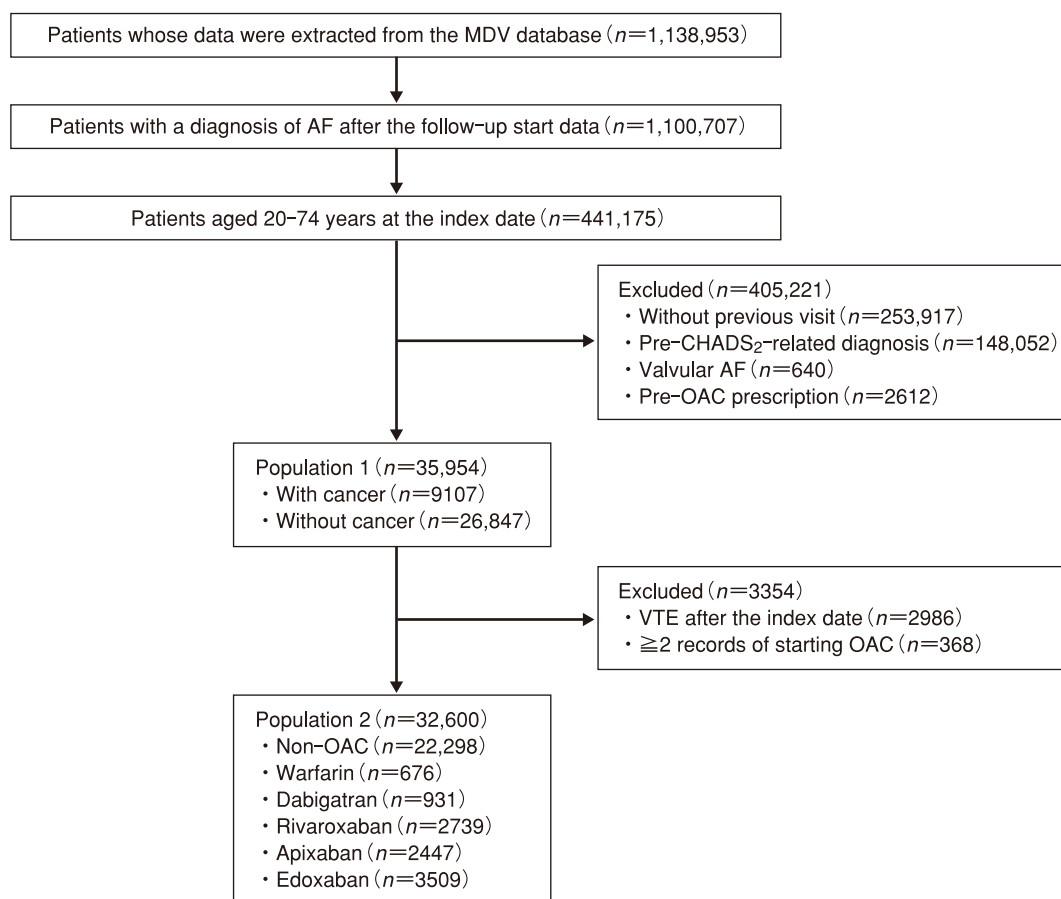 Patients whose data were extracted from the MDV database (n=1,138,953)
Patients with a diagnosis of AF after the follow-up start data (n=1,100,707)
Patients aged 20-74 years at the index date (n=441,175)
Excluded (n=405,221)
・Without previous visit (n=253,917)
・Pre-CHADS₂-related diagnosis (n=148,052)
・Valvular AF (n=640)
・Pre-OAC prescription (n=2612)
Population 1 (n=35,954)
・With cancer (n=9107)
・Without cancer (n=26,847)
Excluded (n=3354)
・VTE after the index date (n=2986)
・≧2 records of starting OAC (n=368)
Population 2 (n=32,600)
・Non-OAC (n=22,298)
・Warfarin (n=676)
・Dabigatran (n=931)
・Rivaroxaban (n=2739)
・Apixaban (n=2447)
・Edoxaban (n=3509)